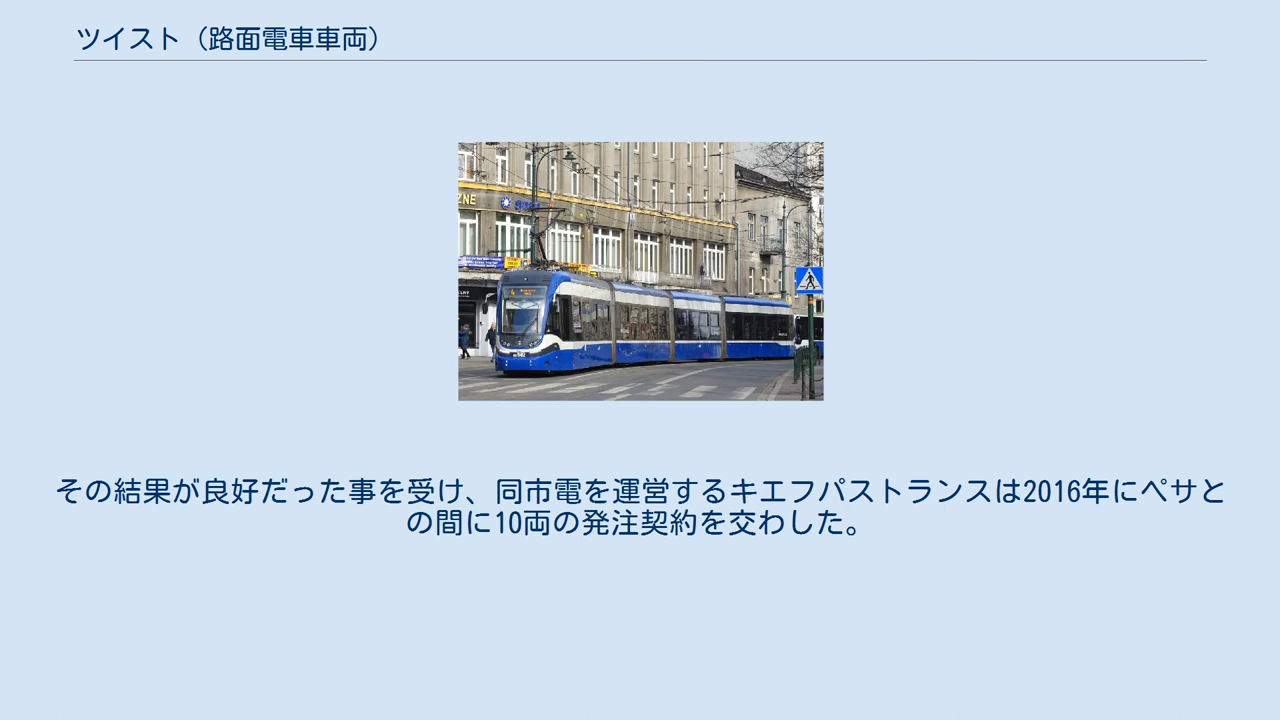 ツイスト（路面電車車両）
ZNE
その結果が良好だった事を受け、同市電を運営するキエフパストランスは2016年にペサと
の間に10両の発注契約を交わした。